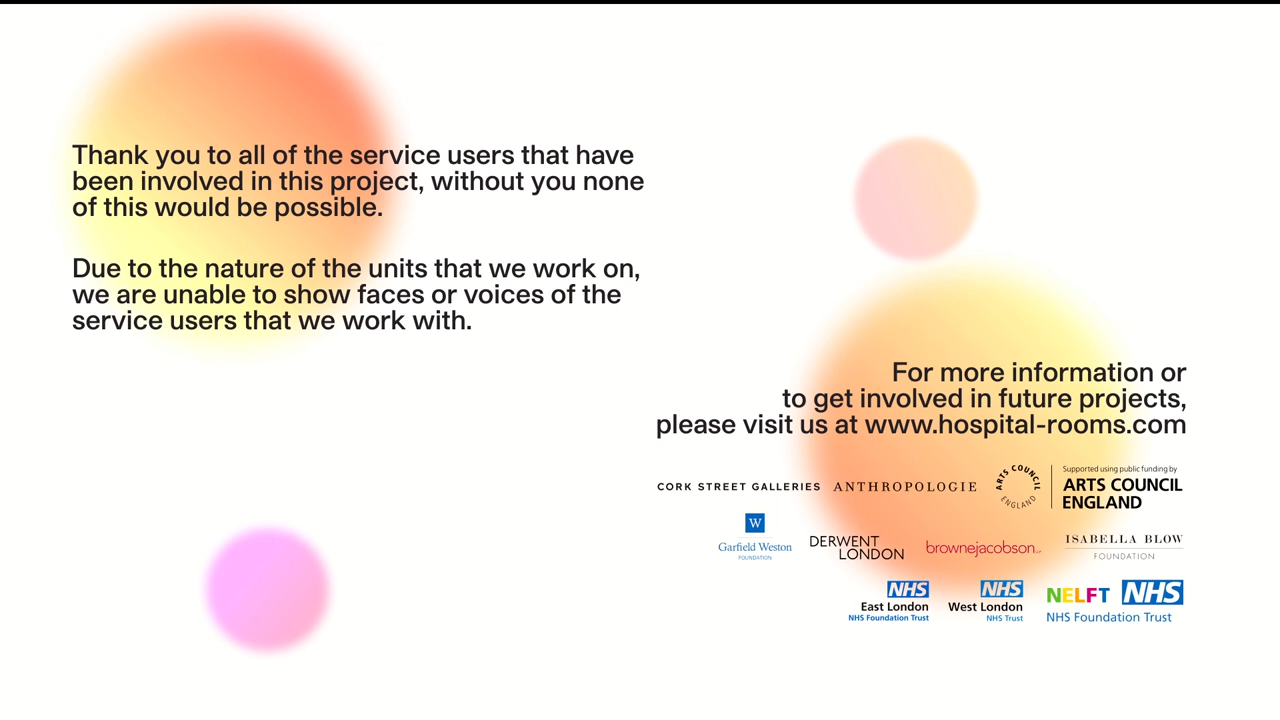 Thank you to all of the service users that have
been involved in this project, without you none
of this would be possible.
Due to the nature of the units that we work on,
we are unable to show faces or voices of the
service users that we work with.
For more information or
to get involved in future projects,
please visit us at www.hospital-rooms.com
CORK STREET GALLERIES
ANTHROPOLOGIE
ARTS COUNCIL
ENGLAND
Supported using public funding by
ARTS COUNCIL
ENGLAND
W
Garfield Weston
FOUNDATION
DERWENT
LONDON
brownejacobson LLP
ISABELLA BLOW
FOUNDATION
NHS
East London
NHS Foundation Trust
NHS
West London
NHS Trust
NELFT NHS
NHS Foundation Trust